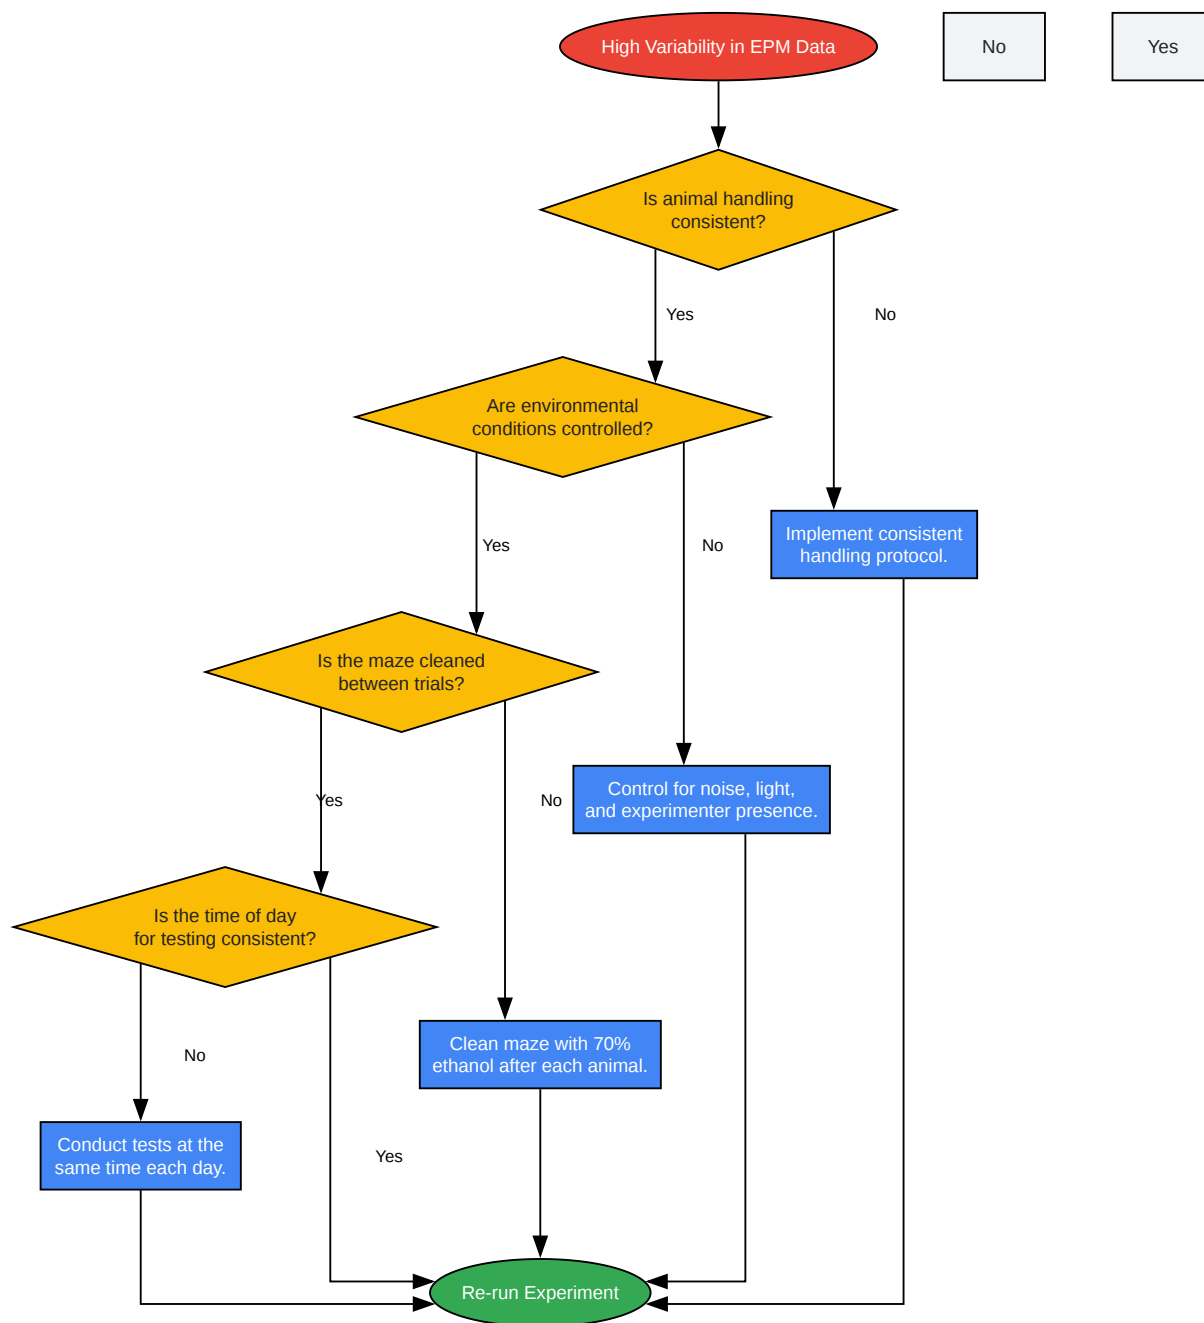 High Variability in EPM Data
No
Yes
Is animal handling
consistent?
Yes
No
Are environmental
conditions controlled?
Yes
No
Implement consistent
handling protocol.
Is the maze cleaned
between trials?
Yes
No
Control for noise, light,
and experimenter presence.
Is the time of day
for testing consistent?
No
Yes
Clean maze with 70%
ethanol after each animal.
Conduct tests at the
same time each day.
Re-run Experiment